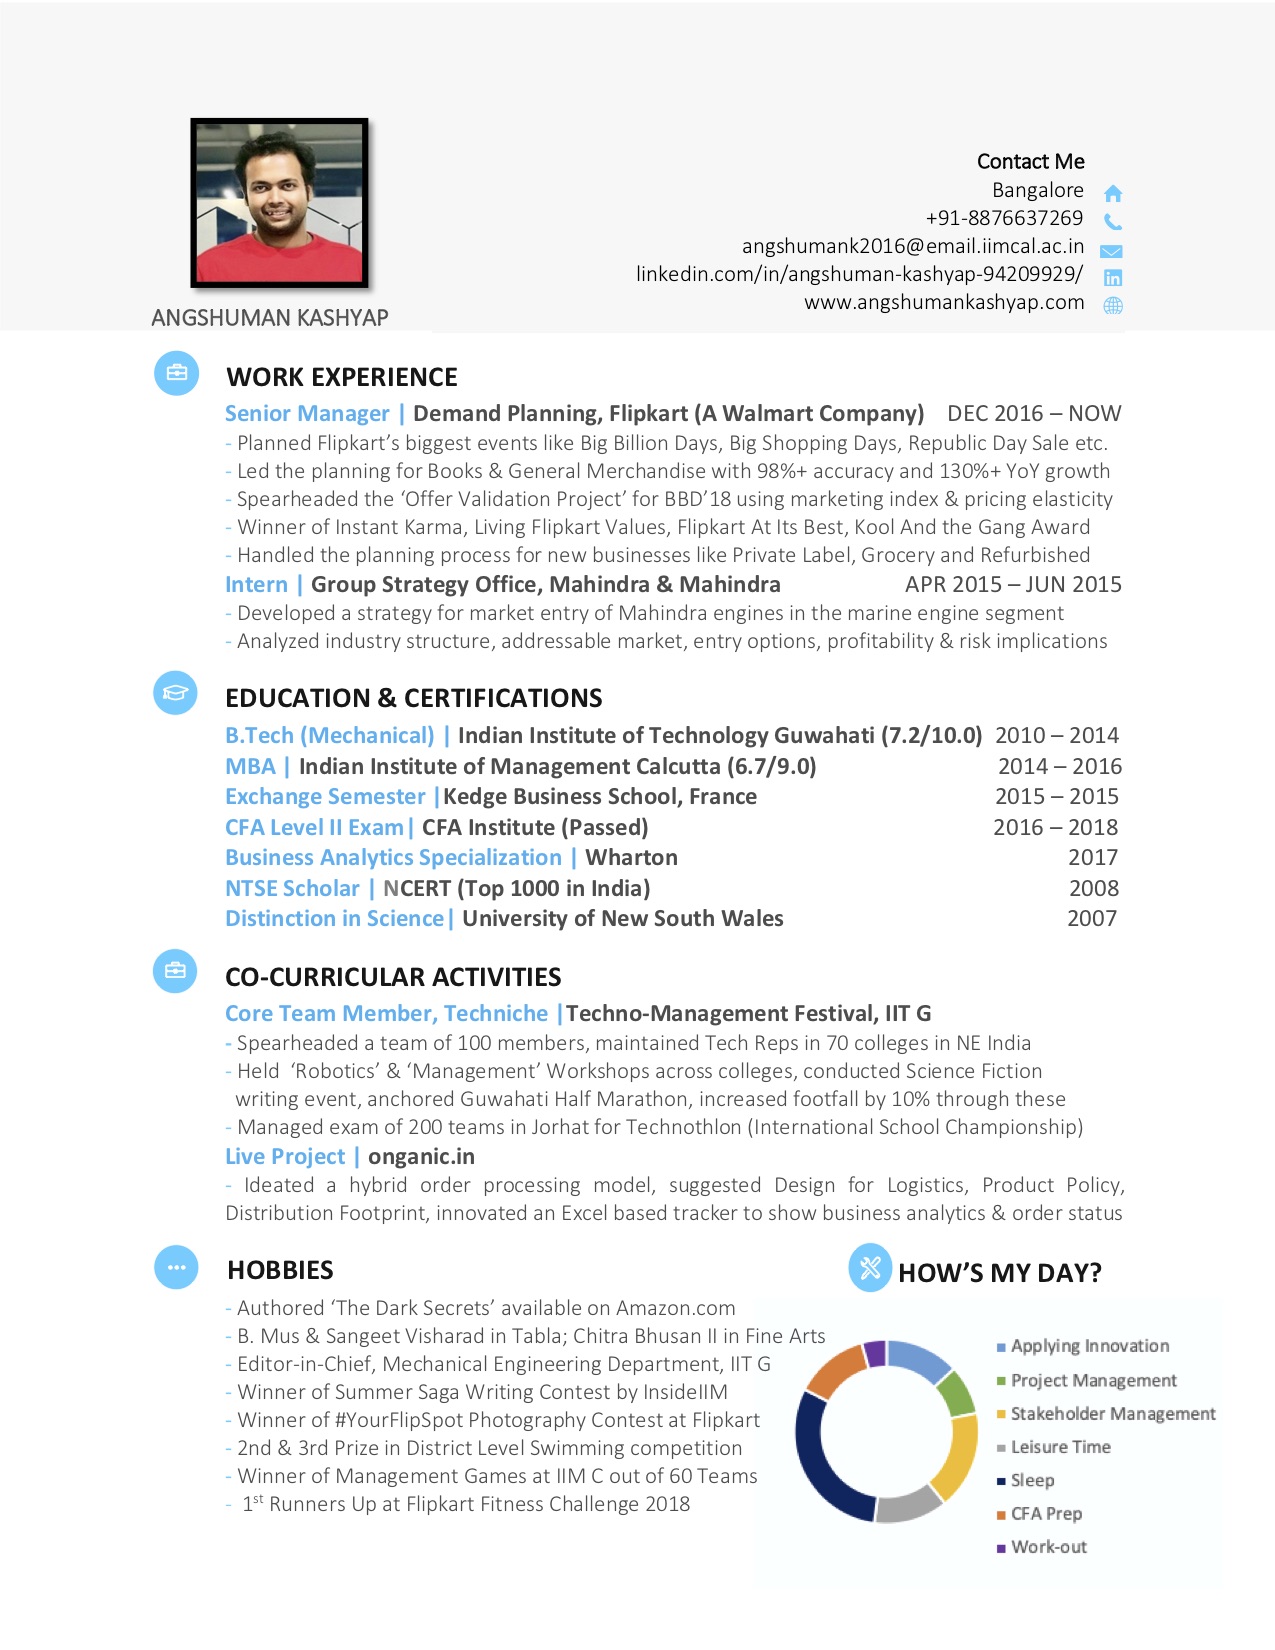 ANGSHUMAN KASHYAP
Contact Me
Bangalore
+91-8876637269
angshumank2016@email.iimcal.ac.in
linkedin.com/in/angshuman-kashyap-94209929/
www.angshumankashyap.com
WORK EXPERIENCE
Senior Manager | Demand Planning, Flipkart (A Walmart Company) DEC 2016 – NOW
- Planned Flipkart’s biggest events like Big Billion Days, Big Shopping Days, Republic Day Sale etc.
- Led the planning for Books & General Merchandise with 98%+ accuracy and 130%+ YoY growth
- Spearheaded the ‘Offer Validation Project’ for BBD’18 using marketing index & pricing elasticity
- Winner of Instant Karma, Living Flipkart Values, Flipkart At Its Best, Kool And the Gang Award
- Handled the planning process for new businesses like Private Label, Grocery and Refurbished
Intern | Group Strategy Office, Mahindra & Mahindra APR 2015 – JUN 2015
- Developed a strategy for market entry of Mahindra engines in the marine engine segment
- Analyzed industry structure, addressable market, entry options, profitability & risk implications
EDUCATION & CERTIFICATIONS
B.Tech (Mechanical) | Indian Institute of Technology Guwahati (7.2/10.0) 2010 – 2014
MBA | Indian Institute of Management Calcutta (6.7/9.0) 2014 – 2016
Exchange Semester |Kedge Business School, France 2015 – 2015
CFA Level II Exam| CFA Institute (Passed) 2016 – 2018
Business Analytics Specialization | Wharton 2017
NTSE Scholar | NCERT (Top 1000 in India) 2008
Distinction in Science| University of New South Wales 2007
CO-CURRICULAR ACTIVITIES
Core Team Member, Techniche |Techno-Management Festival, IIT G
- Spearheaded a team of 100 members, maintained Tech Reps in 70 colleges in NE India
- Held ‘Robotics’ & ‘Management’ Workshops across colleges, conducted Science Fiction
writing event, anchored Guwahati Half Marathon, increased footfall by 10% through these
- Managed exam of 200 teams in Jorhat for Technothlon (International School Championship)
Live Project | onganic.in
- Ideated a hybrid order processing model, suggested Design for Logistics, Product Policy,
Distribution Footprint, innovated an Excel based tracker to show business analytics & order status
HOBBIES
- Authored ‘The Dark Secrets’ available on Amazon.com
- B. Mus & Sangeet Visharad in Tabla; Chitra Bhusan II in Fine Arts
- Editor-in-Chief, Mechanical Engineering Department, IIT G
- Winner of Summer Saga Writing Contest by InsideIIM
- Winner of #YourFlipSpot Photography Contest at Flipkart
- 2nd & 3rd Prize in District Level Swimming competition
- Winner of Management Games at IIM C out of 60 Teams
- 1st Runners Up at Flipkart Fitness Challenge 2018
HOW’S MY DAY?
Applying Innovation
Project Management
Stakeholder Management
Leisure Time
Sleep
CFA Prep
Work-out